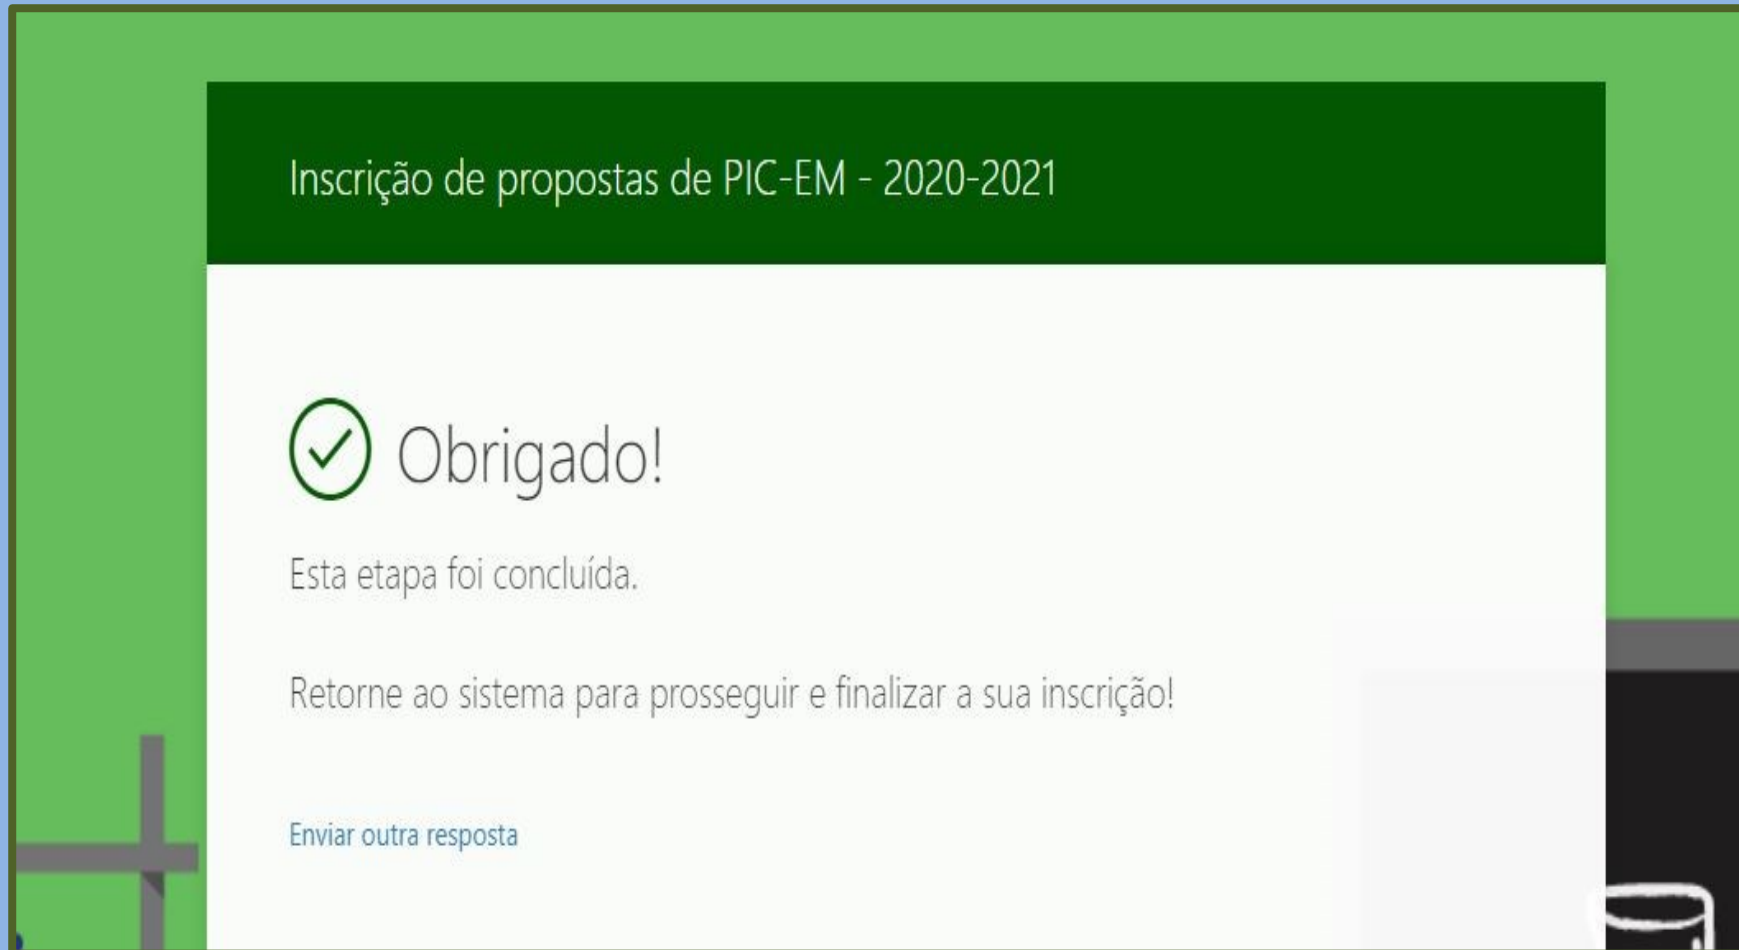 Inscrição de propostas de PIC-EM - 2020-2021
Obrigado!
Esta etapa foi concluída.
Retorne ao sistema para prosseguir e finalizar a sua inscrição!
Enviar outra resposta